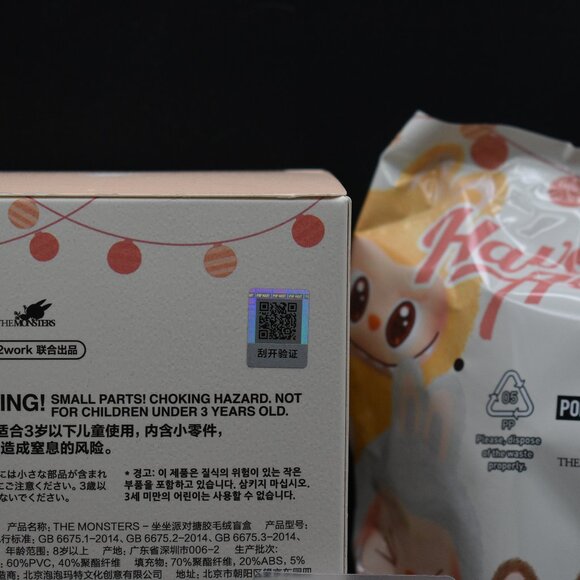 THE MONSTERS
2work 联合出品
POP MART
刮开验证
ING! SMALL PARTS! CHOKING HAZARD. NOT
FOR CHILDREN UNDER 3 YEARS OLD.
适合3岁以下儿童使用，内含小零件，
造成窒息的风险。
には小さな部品が含まれ
にご注意ください。3歳以
ないでください。
* 경고: 이 제품은 질식의 위험이 있는 작은
부품을 포함하고 있습니다. 삼키지 마십시오.
3세 미만의 어린이는 사용할 수 없습니다.
产品名称：THE MONSTERS – 坐坐派对搪胶毛绒盲盒 产品型号：
执行标准：GB 6675.1–2014、GB 6675.2–2014、GB 6675.3–2014、
年龄范围：8岁以上 产地：广东省深圳市006–2 生产批次：
60%PVC，40%聚酯纤维 填充物：70%聚酯纤维，20%ABS，5%
北京泡泡玛特文化创意有限公司 地址：北京市朝阳区
Hav
05
PP
Please, dispose
of the waste
property.
PO
THE